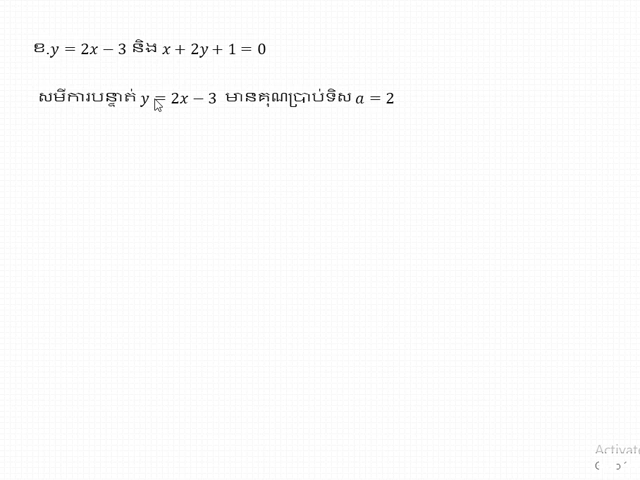 ខ.y = 2x − 3 និង x + 2y + 1 = 0
សមីការបន្ទាត់ y = 2x − 3 មានគុណប្រាប់ទិស a = 2
Activate